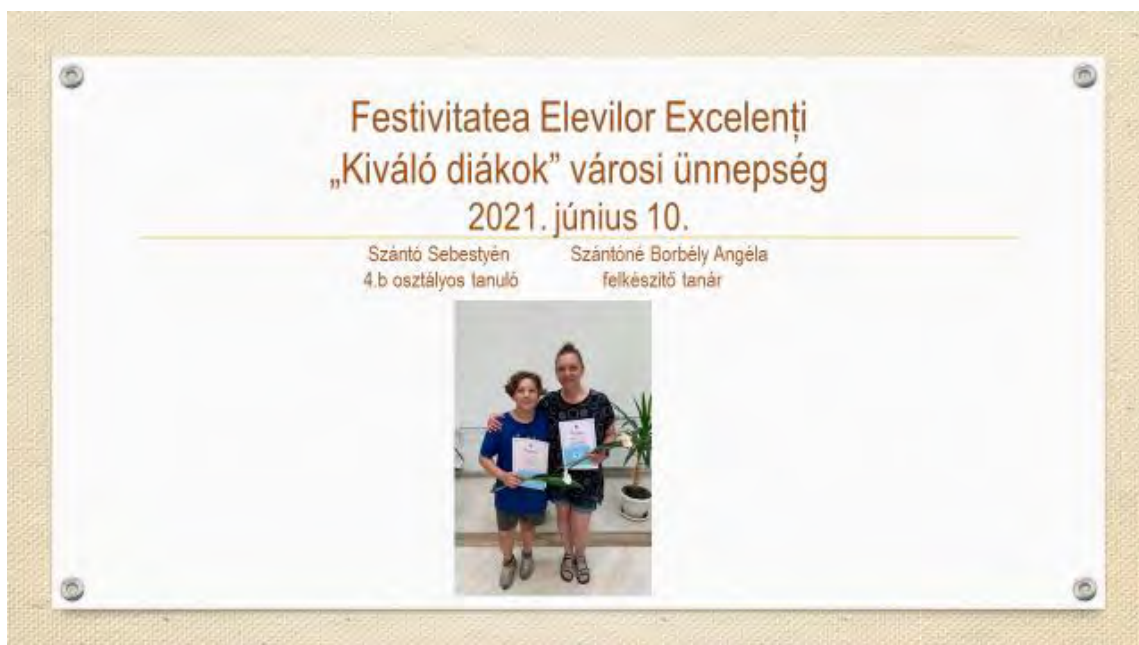 Festivitatea Elevilor Excelenți
„Kiváló diákok” városi ünnepség
2021. június 10.
Szántó Sebestyén Szántóné Borbély Angéla
4.b osztályos tanuló felkészítő tanár